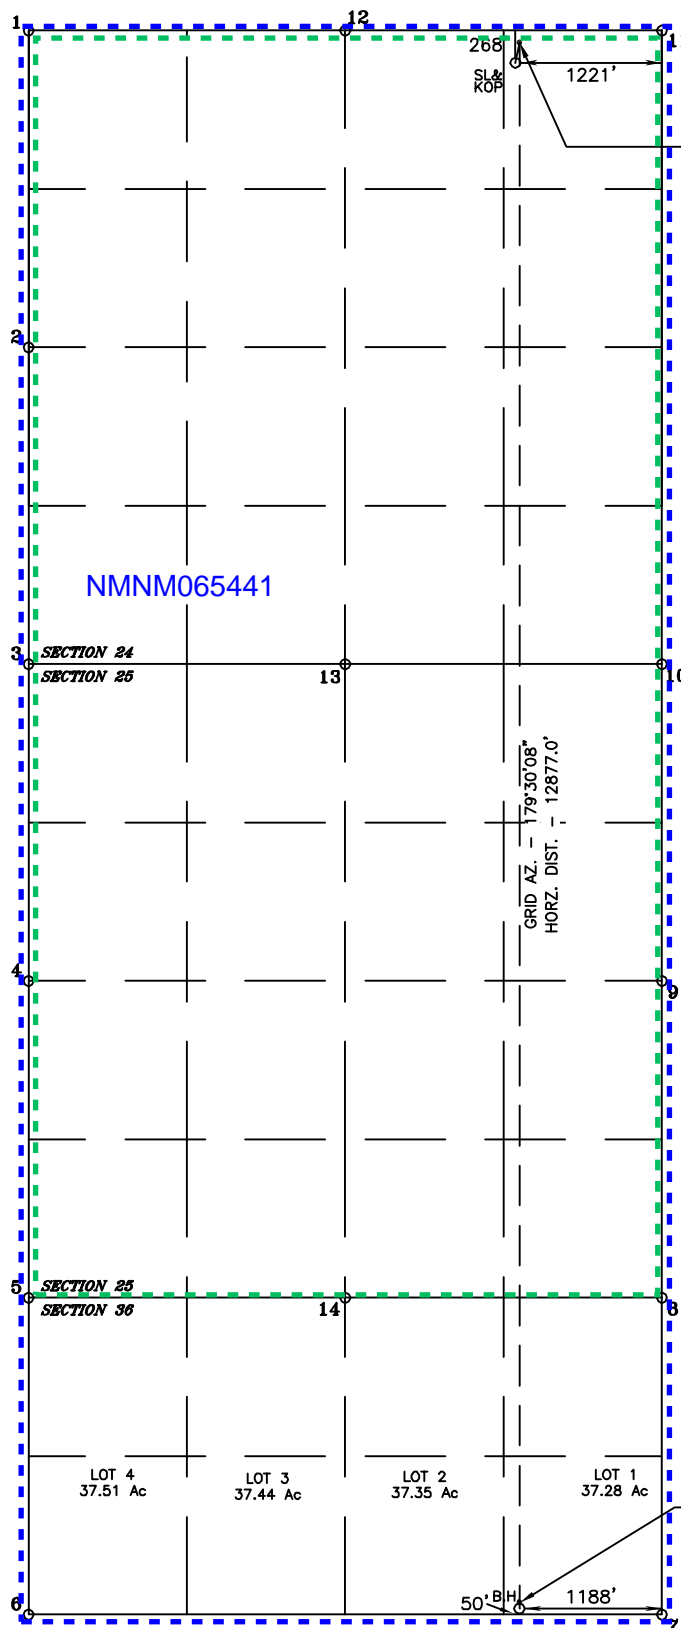 1
12
268'
SL&
KOP
1221'
2
NMNM065441
3
SECTION 24
SECTION 25
13
10
GRID AZ. - 179°30'08"
HORZ. DIST. - 12877.0'
4
9
5
SECTION 25
SECTION 36
14
8
LOT 4
37.51 Ac
LOT 3
37.44 Ac
LOT 2
37.35 Ac
LOT 1
37.28 Ac
6
50'
B.H.
1188'
7